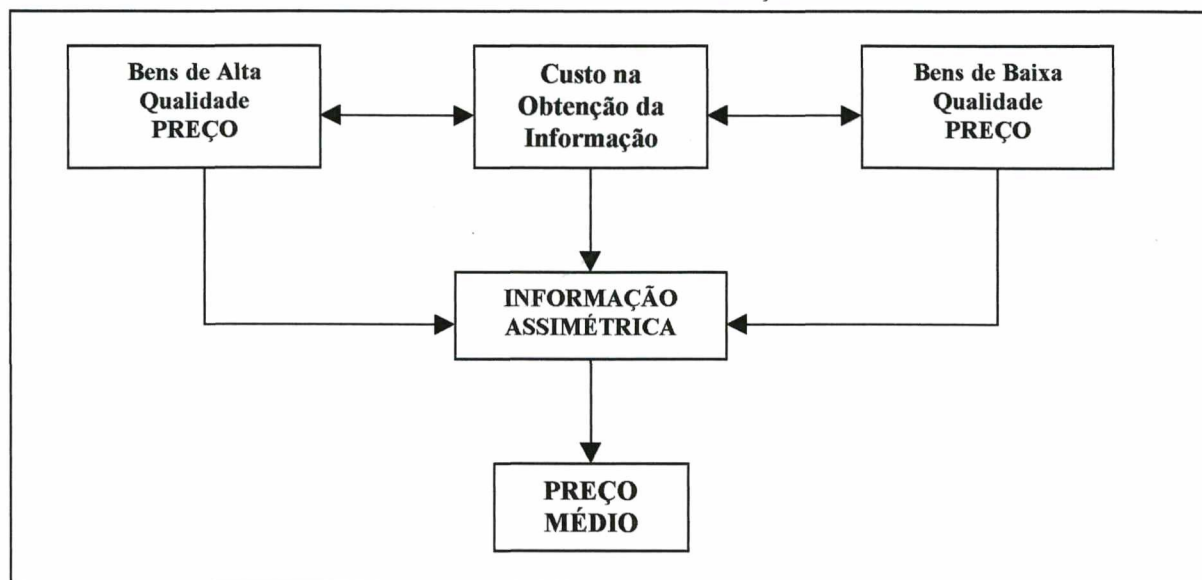 Bens de Alta
Qualidade
PREÇO
Custo na
Obtenção da
Informação
Bens de Baixa
Qualidade
PREÇO
INFORMAÇÃO
ASSIMÉTRICA
PREÇO
MÉDIO